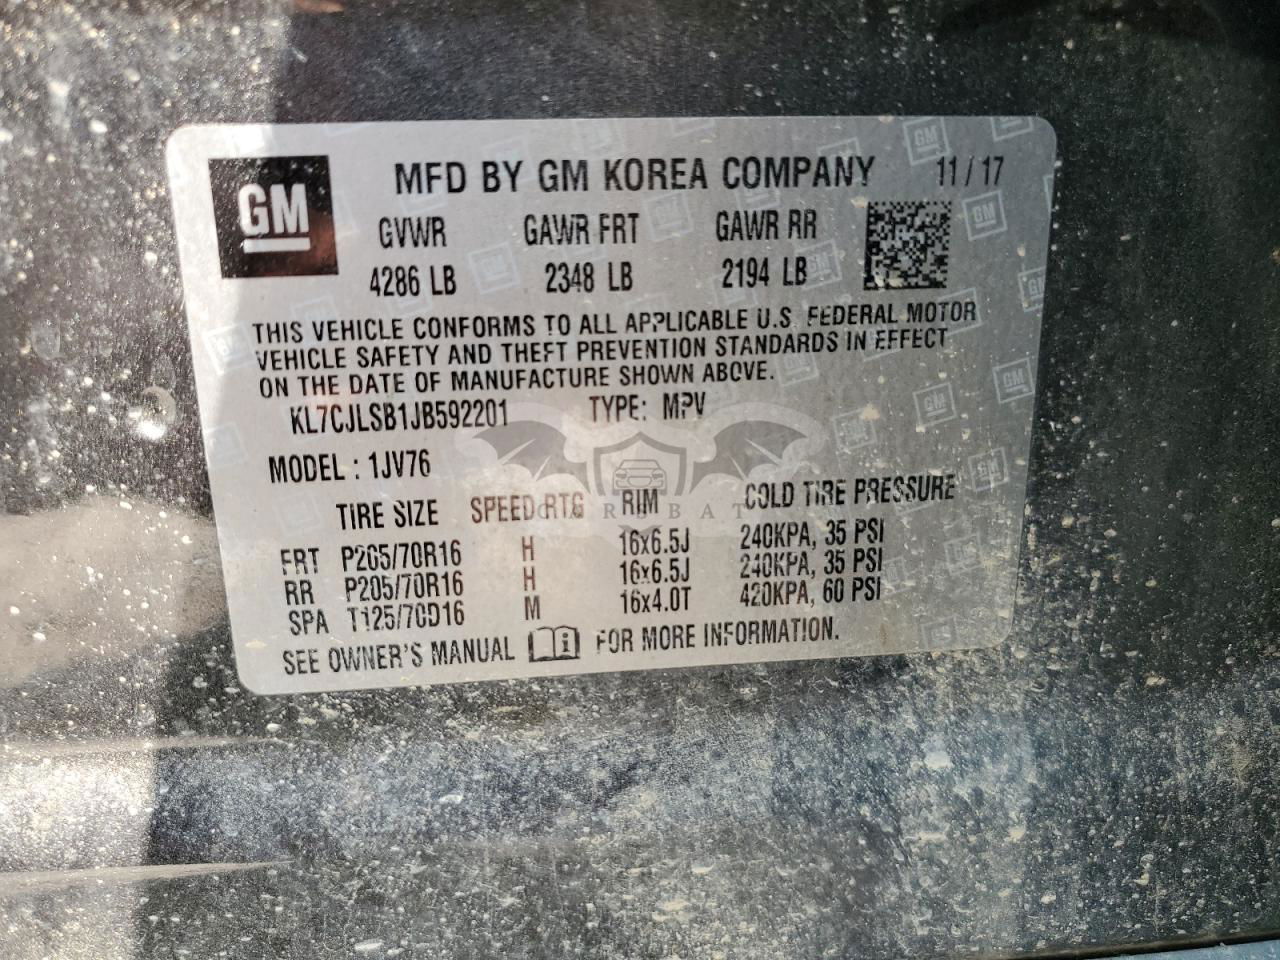 GM
MFD BY GM KOREA COMPANY 11 / 17
GVWR GAWR FRT GAWR RR
4286 LB 2348 LB 2194 LB
THIS VEHICLE CONFORMS TO ALL APPLICABLE U.S. FEDERAL MOTOR
VEHICLE SAFETY AND THEFT PREVENTION STANDARDS IN EFFECT
ON THE DATE OF MANUFACTURE SHOWN ABOVE.
KL7CJLSB1JB592201 TYPE: MPV
MODEL : 1JV76
TIRE SIZE SPEED RTG RIM COLD TIRE PRESSURE
FRT P205/70R16 H 16x6.5J 240KPA, 35 PSI
RR P205/70R16 H 16x6.5J 240KPA, 35 PSI
SPA T125/70D16 M 16x4.0T 420KPA, 60 PSI
SEE OWNER'S MANUAL FOR MORE INFORMATION.